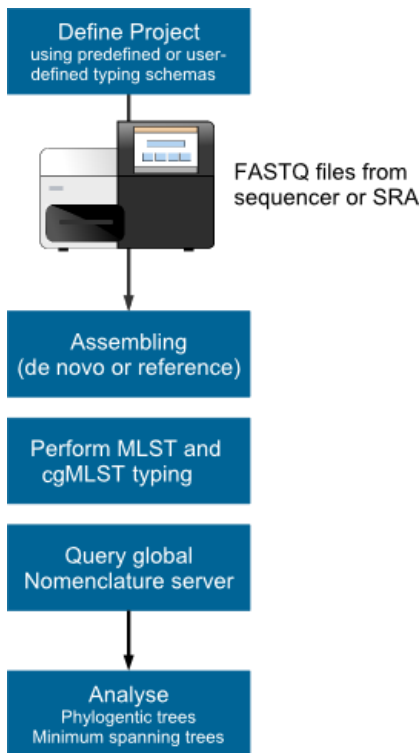 Define Project
using predefined or user-
defined typing schemas
FASTQ files from
sequencer or SRA
Assembling
(de novo or reference)
Perform MLST and
cgMLST typing
Query global
Nomenclature server
Analyse
Phylogentic trees
Minimum spanning trees